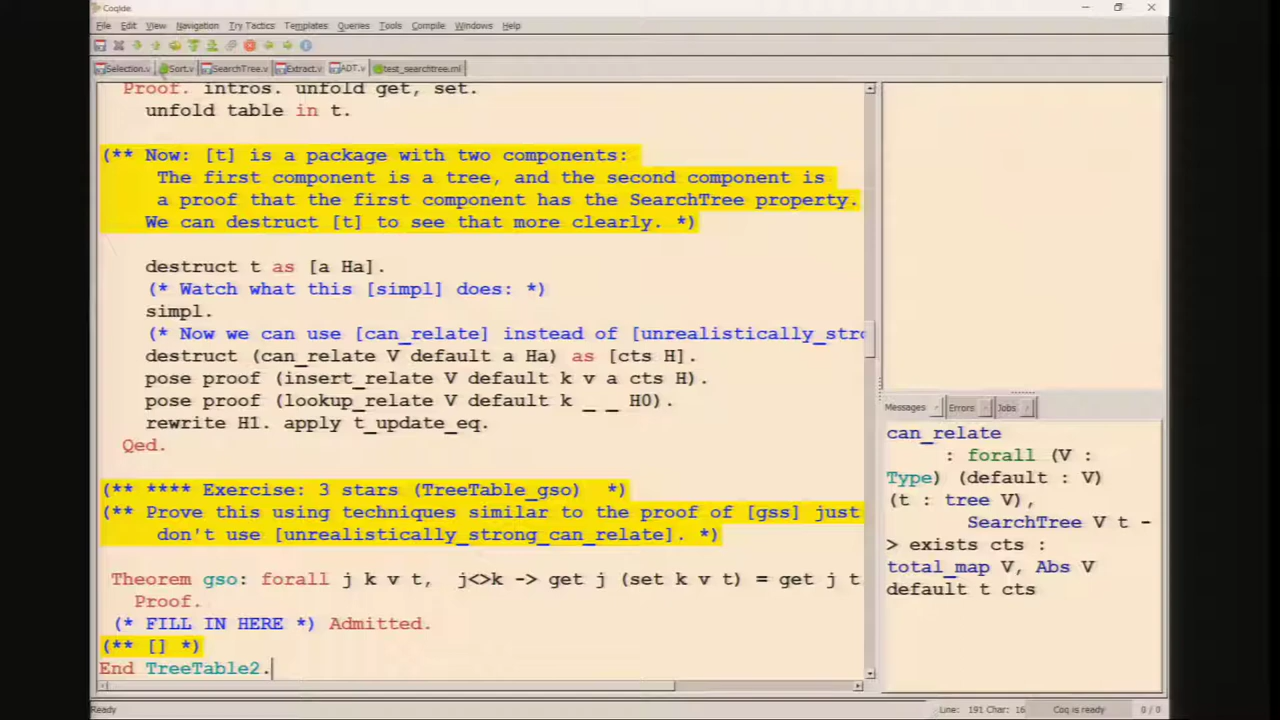 CoqIde
File Edit View Navigation Try Tactics Templates Queries Tools Compile Windows Help
Selection.v Sort.v SearchTree.v Extract.v ADT.v test_searchtree.ml
Proof. intros. unfold get, set.
unfold table in t.
(** Now: [t] is a package with two components:
The first component is a tree, and the second component is
a proof that the first component has the SearchTree property.
We can destruct [t] to see that more clearly. *)
destruct t as [a Ha].
(* Watch what this [simpl] does: *)
simpl.
(* Now we can use [can_relate] instead of [unrealistically_stro
destruct (can_relate V default a Ha) as [cts H].
pose proof (insert_relate V default k v a cts H).
pose proof (lookup_relate V default k _ _ H0).
rewrite H1. apply t_update_eq.
Qed.
(** **** Exercise: 3 stars (TreeTable_gso)  *)
(** Prove this using techniques similar to the proof of [gss] just
don't use [unrealistically_strong_can_relate]. *)
Theorem gso: forall j k v t,  j<>k -> get j (set k v t) = get j t
Proof.
(* FILL IN HERE *) Admitted.
(** [] *)
End TreeTable2.
Messages Errors Jobs
can_relate
: forall (V :
Type) (default : V)
(t : tree V),
SearchTree V t -
> exists cts :
total_map V, Abs V
default t cts
Ready Line: 191 Char: 16 Coq is ready 0 / 0